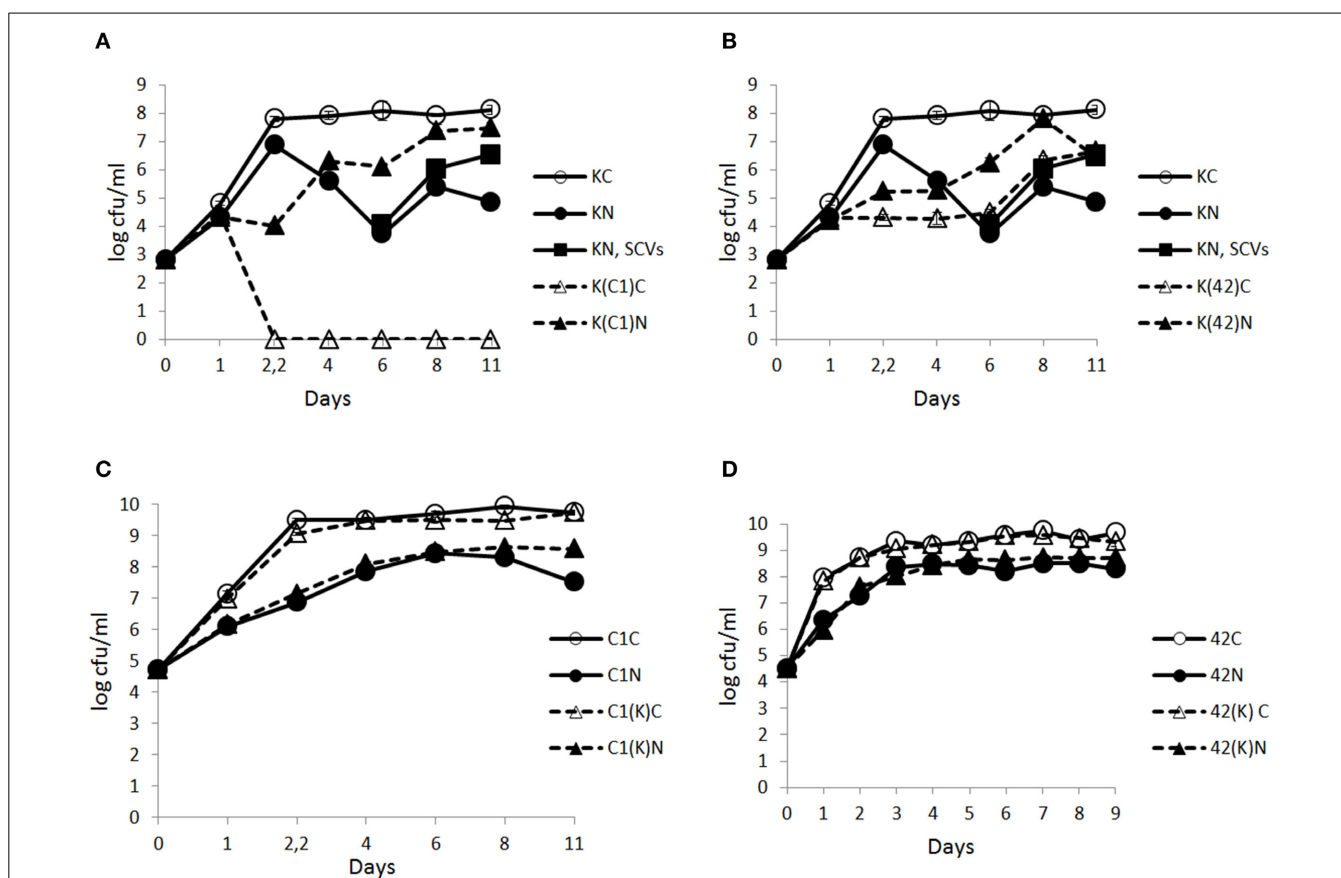 A
9
8
7
6
5
4
3
2
1
0
log cfu/ml
0 1 2,2 4 6 8 11
Days
KC
KN
KN, SCVs
K(C1)C
K(C1)N
B
9
8
7
6
5
4
3
2
1
0
log cfu/ml
0 1 2,2 4 6 8 11
Days
KC
KN
KN, SCVs
K(42)C
K(42)N
C
10
9
8
7
6
5
4
3
2
1
0
log cfu/ml
0 1 2,2 4 6 8 11
Days
C1C
C1N
C1(K)C
C1(K)N
D
10
9
8
7
6
5
4
3
2
1
0
log cfu/ml
0 1 2 3 4 5 6 7 8 9
Days
42C
42N
42(K) C
42(K)N